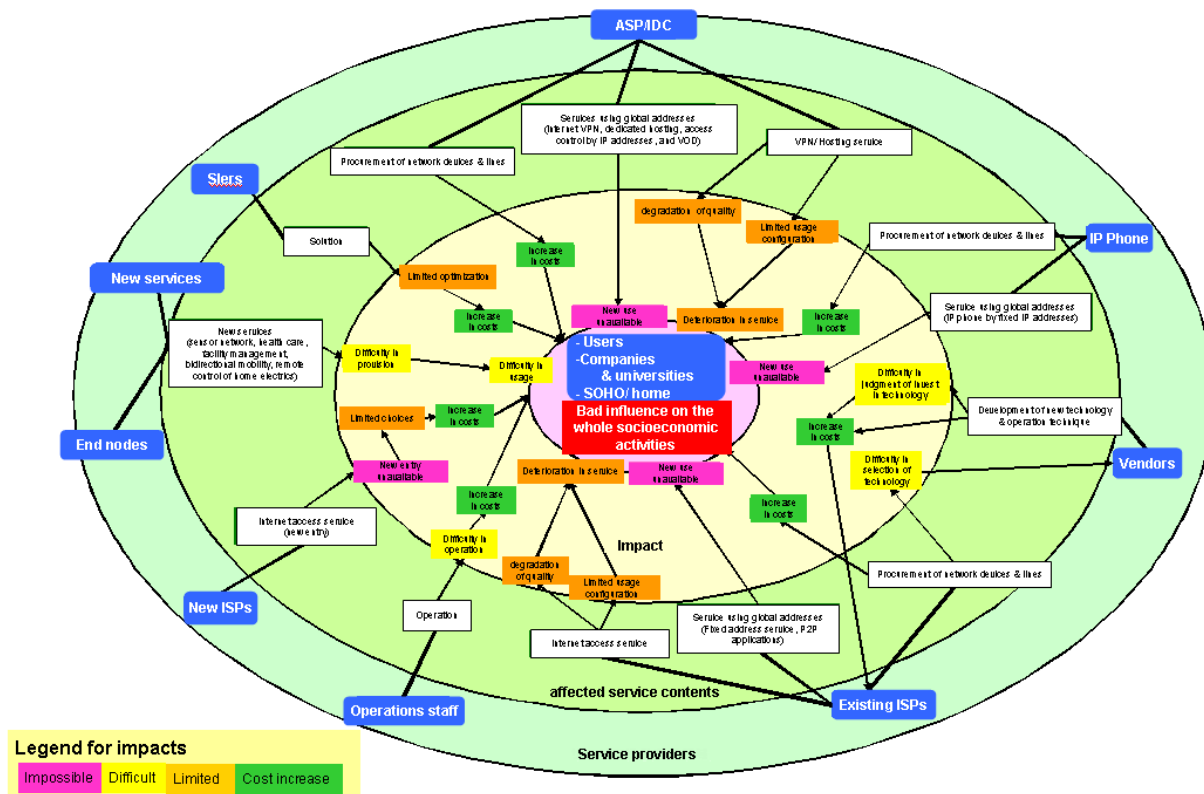 ASP/IDC
Services using global addresses
(Internet VPN, dedicated hosting, access
control by IP addresses, and VOD)
VPN/ Hosting service
Procurement of network devices & lines
SIers
degradation of quality
Limited usage
configuration
Procurement of network devices & lines
IP Phone
Solution
Increase
in costs
New services
Limited optimization
Increase
in costs
New use
unavailable
Deterioration in service
Increase
in costs
Service using global addresses
(IP phone by fixed IP addresses)
New services
(sensor network, health care,
facility management,
bidirectional mobility, remote
control of home electrics)
Difficulty in
provision
Difficulty in
usage
- Users
-Companies
& universities
- SOHO/ home
New use
unavailable
Difficulty in
judgment of invest
in technology
Limited choices
Increase
in costs
Bad influence on the
whole socioeconomic
activities
Increase
in costs
Development of new technology
& operation technique
End nodes
New entry
unavailable
Deterioration in service
New use
unavailable
Difficulty in
selection of
technology
Vendors
Increase
in costs
Increase
in costs
Internet access service
(new entry)
Difficulty in
operation
Impact
degradation
of quality
Limited usage
configuration
Procurement of network devices & lines
New ISPs
Operation
Internet access service
Service using global addresses
(Fixed address service, P2P
applications)
affected service contents
Operations staff
Existing ISPs
Service providers
Legend for impacts
Impossible
Difficult
Limited
Cost increase